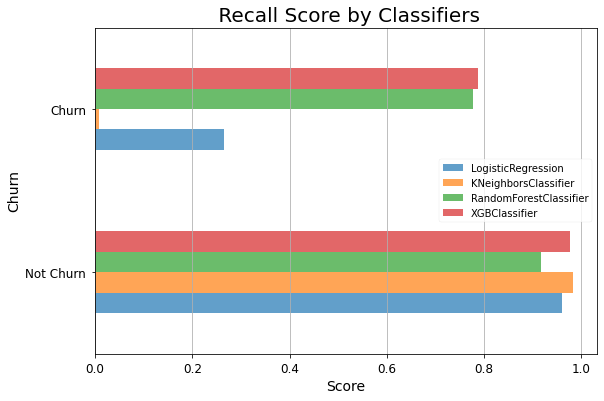 Recall Score by Classifiers
Churn
Churn
Not Churn
LogisticRegression
KNeighborsClassifier
RandomForestClassifier
XGBClassifier
0.0 0.2 0.4 0.6 0.8 1.0
Score